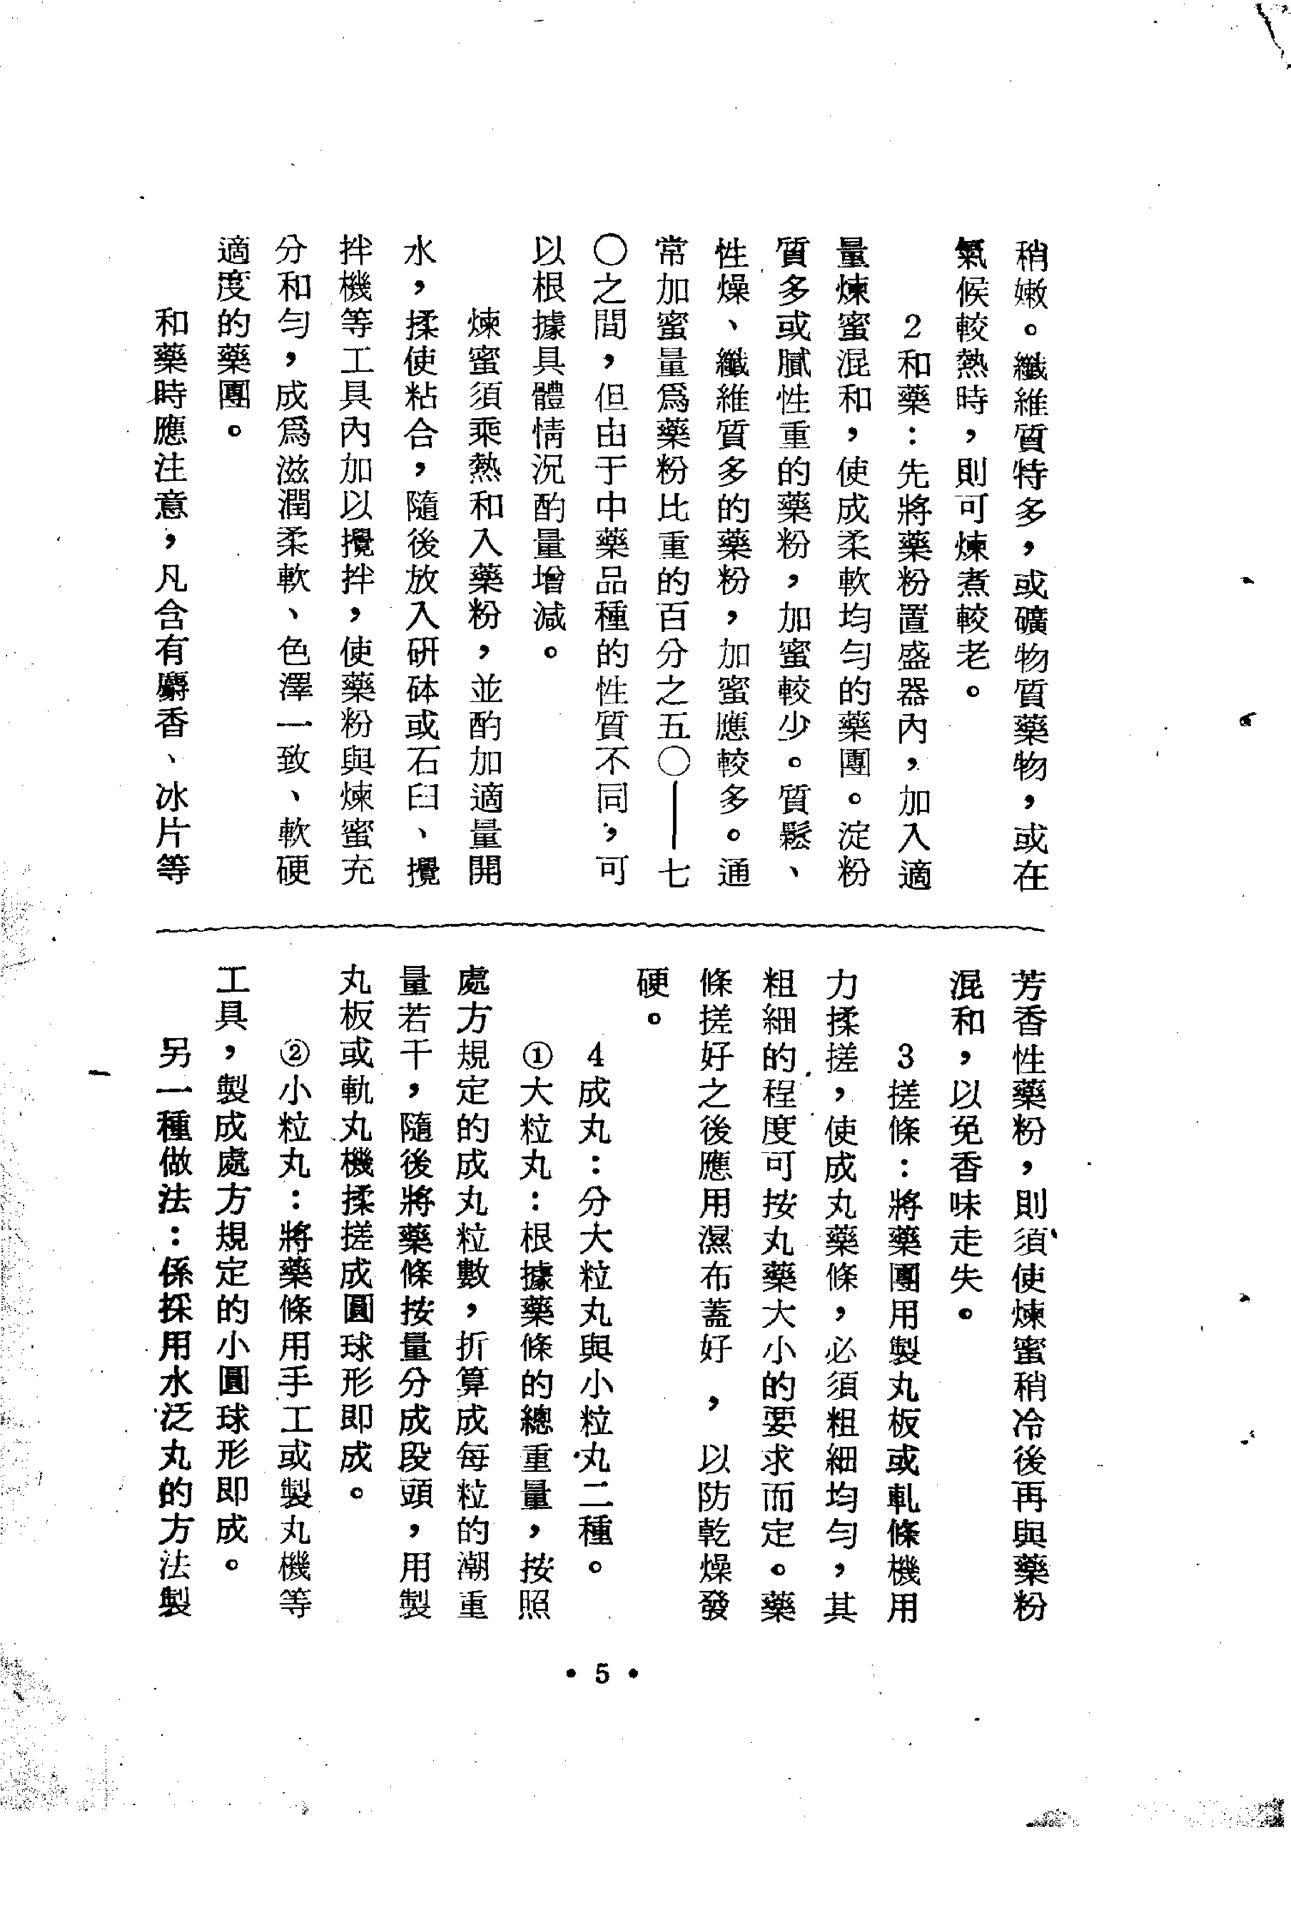 稍嫩。纖維質特多，或礦物質藥物，或在
氣候較熱時，則可煉煮較老。
2和藥：先將藥粉置盛器內，加入適
量煉蜜混和，使成柔軟均勻的藥團。淀粉
質多或膩性重的藥粉，加蜜較少。質鬆、
性燥、纖維質多的藥粉，加蜜應較多。通
常加蜜量爲藥粉比重的百分之五〇——七
〇之間，但由于中藥品種的性質不同，可
以根據具體情況酌量增減。
煉蜜須乘熱和入藥粉，並酌加適量開
水，揉使粘合，隨後放入研砵或石臼、攪
拌機等工具內加以攪拌，使藥粉與煉蜜充
分和勻，成爲滋潤柔軟、色澤一致、軟硬
適度的藥團。
和藥時應注意，凡含有麝香、冰片等
芳香性藥粉，則須使煉蜜稍冷後再與藥粉
混和，以免香味走失。
3搓條：將藥團用製丸板或軋條機用
力揉搓，使成丸藥條，必須粗細均勻，其
粗細的程度可按丸藥大小的要求而定。藥
條搓好之後應用濕布蓋好，以防乾燥發
硬。
4成丸：分大粒丸與小粒丸二種。
①大粒丸：根據藥條的總重量，按照
處方規定的成丸粒數，折算成每粒的潮重
量若干，隨後將藥條按量分成段頭，用製
丸板或軌丸機揉搓成圓球形即成。
②小粒丸：將藥條用手工或製丸機等
工具，製成處方規定的小圓球形即成。
另一種做法：係採用水泛丸的方法製
• 5 •